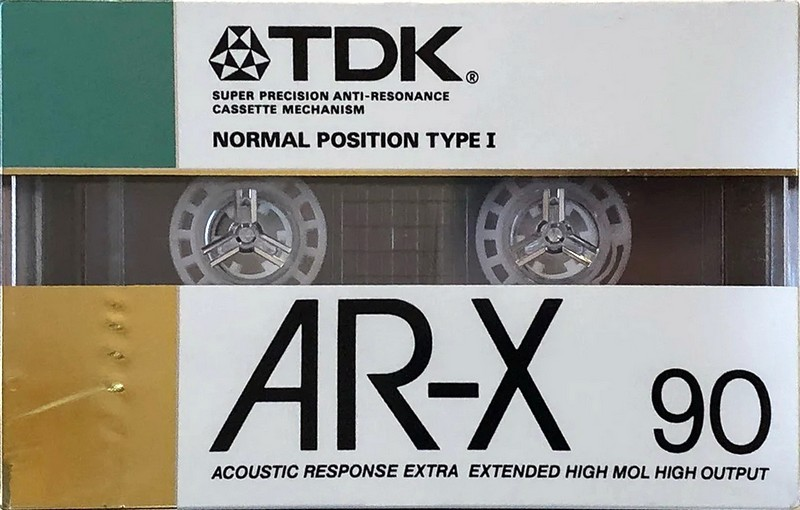 TDK®
SUPER PRECISION ANTI-RESONANCE
CASSETTE MECHANISM
NORMAL POSITION TYPE I
AR-X 90
ACOUSTIC RESPONSE EXTRA EXTENDED HIGH MOL HIGH OUTPUT